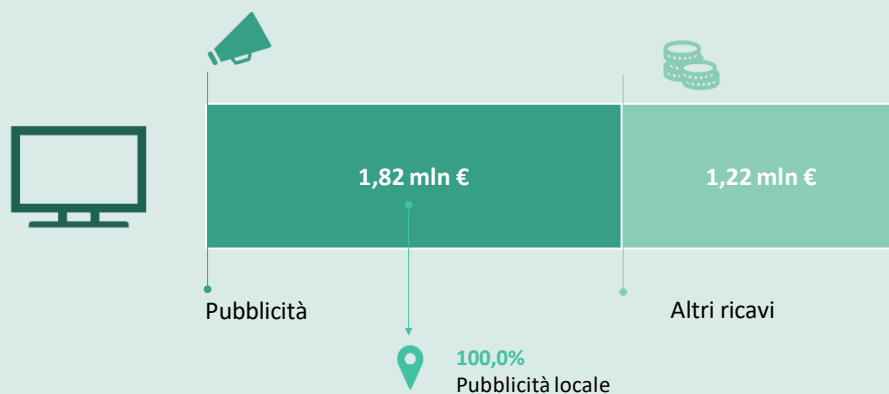 1,82 mln €
1,22 mln €
Pubblicità
Altri ricavi
100,0%
Pubblicità locale